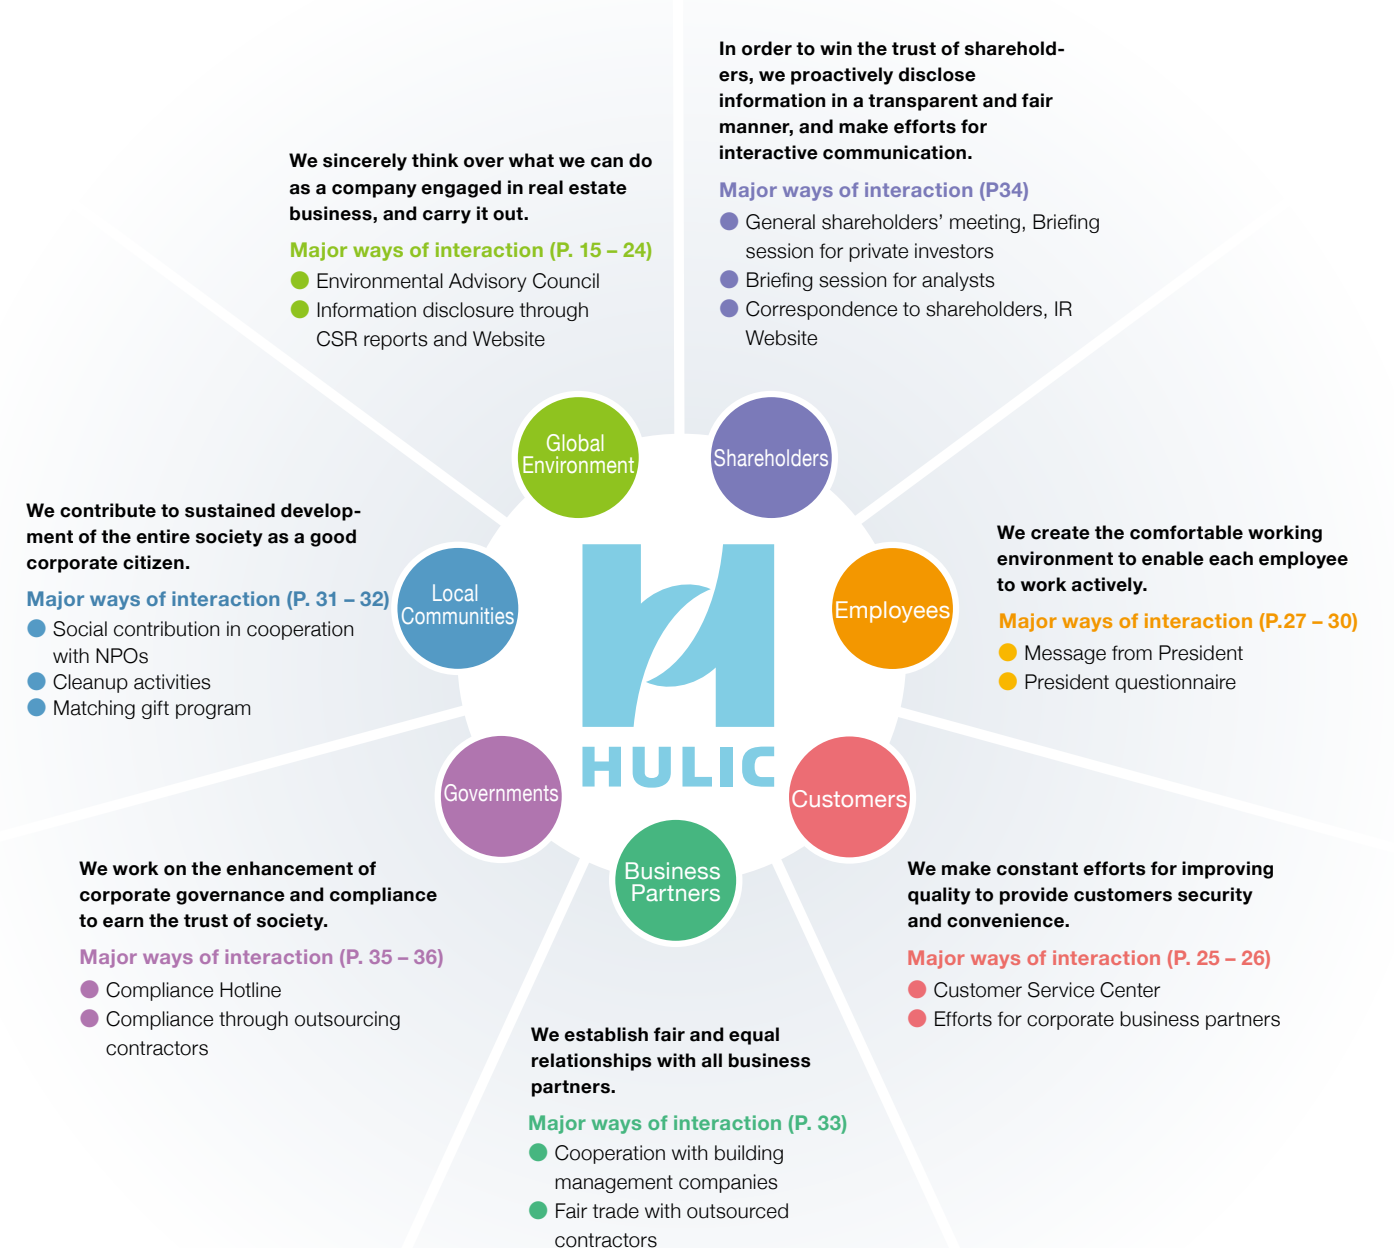 In order to win the trust of sharehold-
ers, we proactively disclose
information in a transparent and fair
manner, and make efforts for
interactive communication.
Major ways of interaction (P34)
● General shareholders’ meeting, Briefing
session for private investors
● Briefing session for analysts
● Correspondence to shareholders, IR
Website
We sincerely think over what we can do
as a company engaged in real estate
business, and carry it out.
Major ways of interaction (P. 15 – 24)
● Environmental Advisory Council
● Information disclosure through
CSR reports and Website
Global
Environment
Shareholders
We contribute to sustained develop-
ment of the entire society as a good
corporate citizen.
Major ways of interaction (P. 31 – 32)
● Social contribution in cooperation
with NPOs
● Cleanup activities
● Matching gift program
Local
Communities
Employees
We create the comfortable working
environment to enable each employee
to work actively.
Major ways of interaction (P.27 – 30)
● Message from President
● President questionnaire
HULIC
Governments
Customers
Business
Partners
We work on the enhancement of
corporate governance and compliance
to earn the trust of society.
Major ways of interaction (P. 35 – 36)
● Compliance Hotline
● Compliance through outsourcing
contractors
We make constant efforts for improving
quality to provide customers security
and convenience.
Major ways of interaction (P. 25 – 26)
● Customer Service Center
● Efforts for corporate business partners
We establish fair and equal
relationships with all business
partners.
Major ways of interaction (P. 33)
● Cooperation with building
management companies
● Fair trade with outsourced
contractors